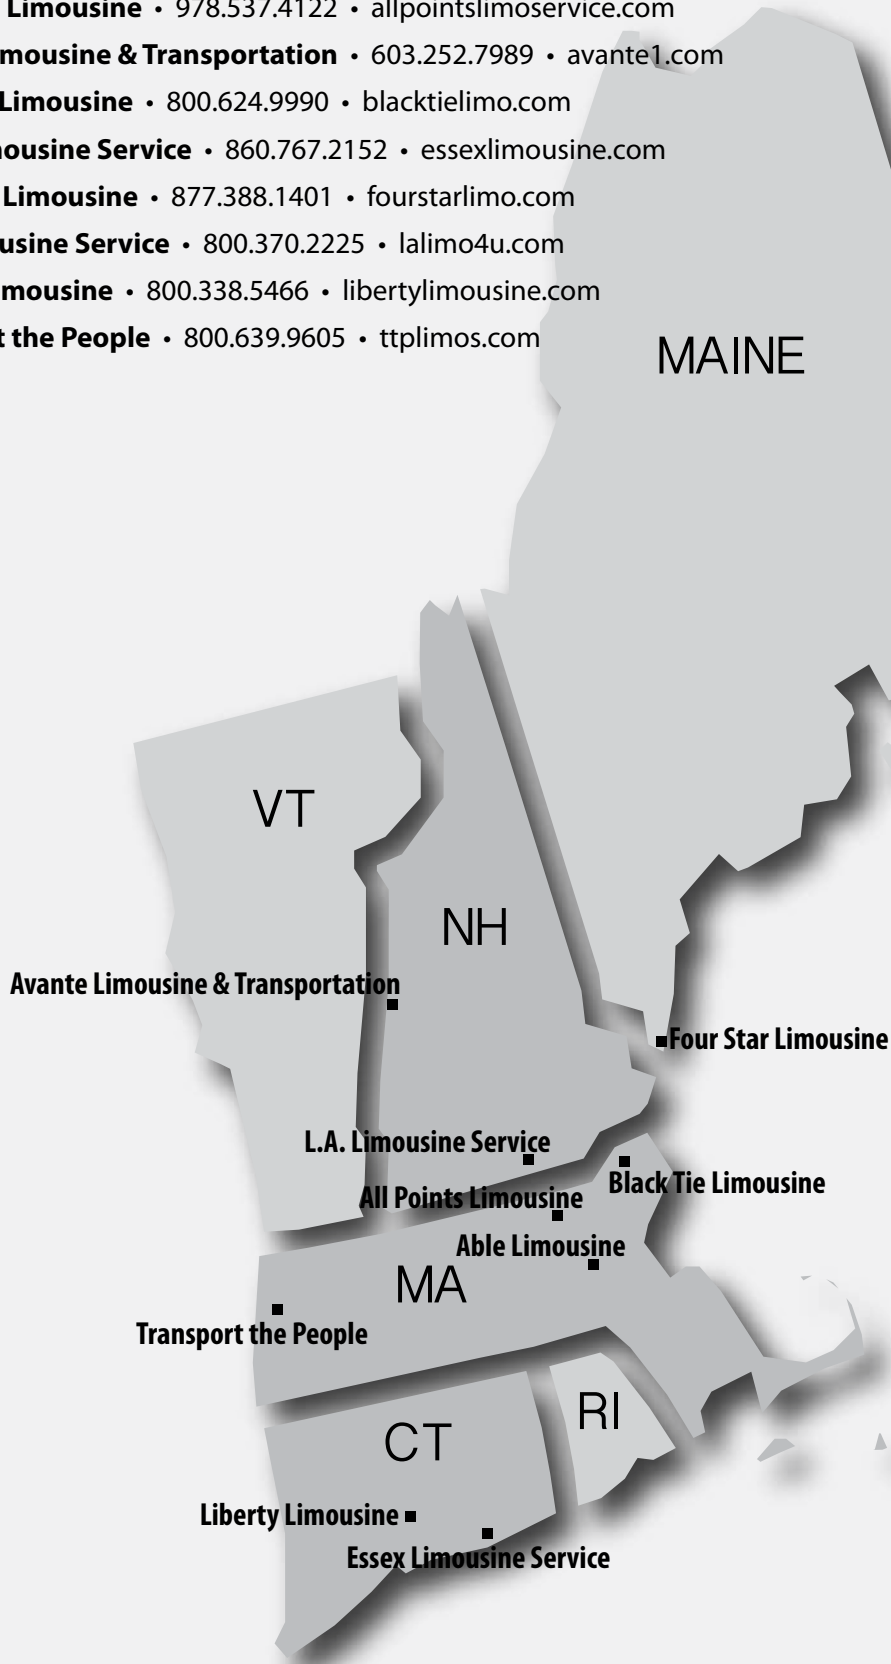 Limousine • 978.537.4122 • allpointslimoservice.com
mousine & Transportation • 603.252.7989 • avante1.com
Limousine • 800.624.9990 • blacktielimo.com
ousine Service • 860.767.2152 • essexlimousine.com
Limousine • 877.388.1401 • fourstarlimo.com
usine Service • 800.370.2225 • lalimo4u.com
mousine • 800.338.5466 • libertylimousine.com
t the People • 800.639.9605 • ttplimos.com
MAINE
VT
NH
Avante Limousine & Transportation
Four Star Limousine
L.A. Limousine Service
Black Tie Limousine
All Points Limousine
Able Limousine
MA
Transport the People
RI
CT
Liberty Limousine
Essex Limousine Service